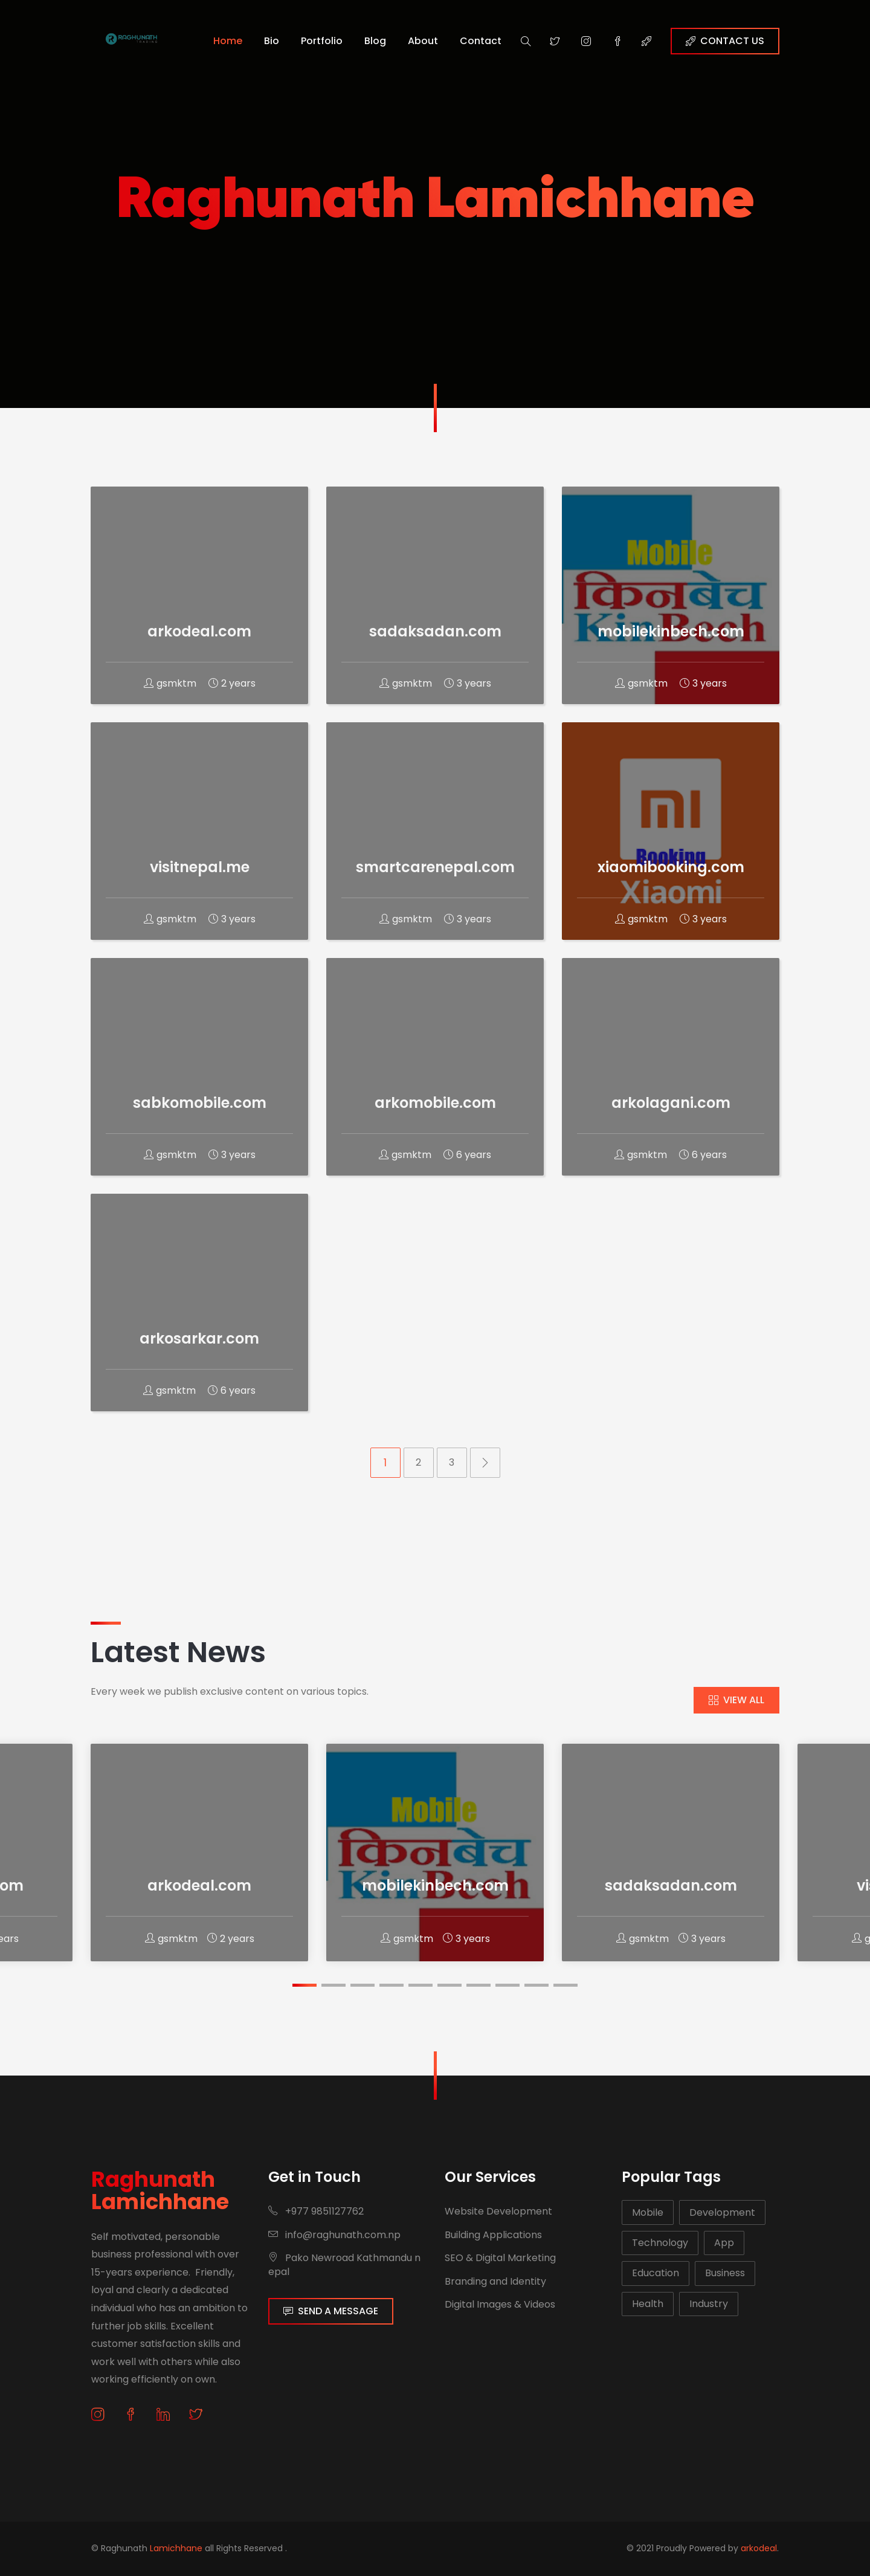 RAGHUNATH
Home Bio Portfolio Blog About Contact
CONTACT US
Raghunath Lamichhane
arkodeal.com
gsmktm 2 years
sadaksadan.com
gsmktm 3 years
Mobile
किनबेच
KinBech
mobilekinbech.com
gsmktm 3 years
visitnepal.me
gsmktm 3 years
smartcarenepal.com
gsmktm 3 years
Booking
xiaomibooking.com
Xiaomi
gsmktm 3 years
sabkomobile.com
gsmktm 3 years
arkomobile.com
gsmktm 6 years
arkolagani.com
gsmktm 6 years
arkosarkar.com
gsmktm 6 years
1 2 3
Latest News
Every week we publish exclusive content on various topics.
VIEW ALL
om
ears
arkodeal.com
gsmktm 2 years
Mobile
किनबेच
KinBech
mobilekinbech.com
gsmktm 3 years
sadaksadan.com
gsmktm 3 years
vi
g
Raghunath
Lamichhane
Self motivated, personable
business professional with over
15-years experience. Friendly,
loyal and clearly a dedicated
individual who has an ambition to
further job skills. Excellent
customer satisfaction skills and
work well with others while also
working efficiently on own.
Get in Touch
+977 9851127762
info@raghunath.com.np
Pako Newroad Kathmandu n
epal
SEND A MESSAGE
Our Services
Website Development
Building Applications
SEO & Digital Marketing
Branding and Identity
Digital Images & Videos
Popular Tags
Mobile Development
Technology App
Education Business
Health Industry
© Raghunath Lamichhane all Rights Reserved .
© 2021 Proudly Powered by arkodeal.